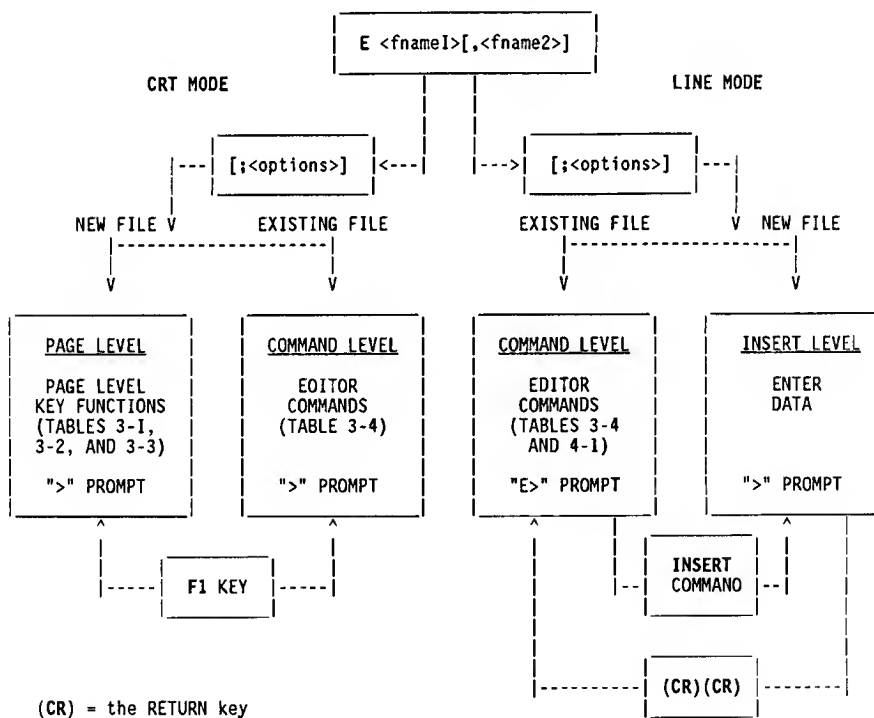 E <fname1>[,<fname2>]
CRT MODE
LINE MODE
[;<options>]
[;<options>]
NEW FILE
EXISTING FILE
EXISTING FILE
NEW FILE
PAGE LEVEL
PAGE LEVEL
KEY FUNCTIONS
(TABLES 3-1,
3-2, AND 3-3)
">" PROMPT
COMMAND LEVEL
EOITOR
COMMANDS
(TABLE 3-4)
">" PROMPT
COMMAND LEVEL
EDITOR
COMMANDS
(TABLES 3-4
AND 4-1)
"E>" PROMPT
INSERT LEVEL
ENTER
DATA
">" PROMPT
F1 KEY
INSERT
COMMANO
(CR)(CR)
(CR) = the RETURN key